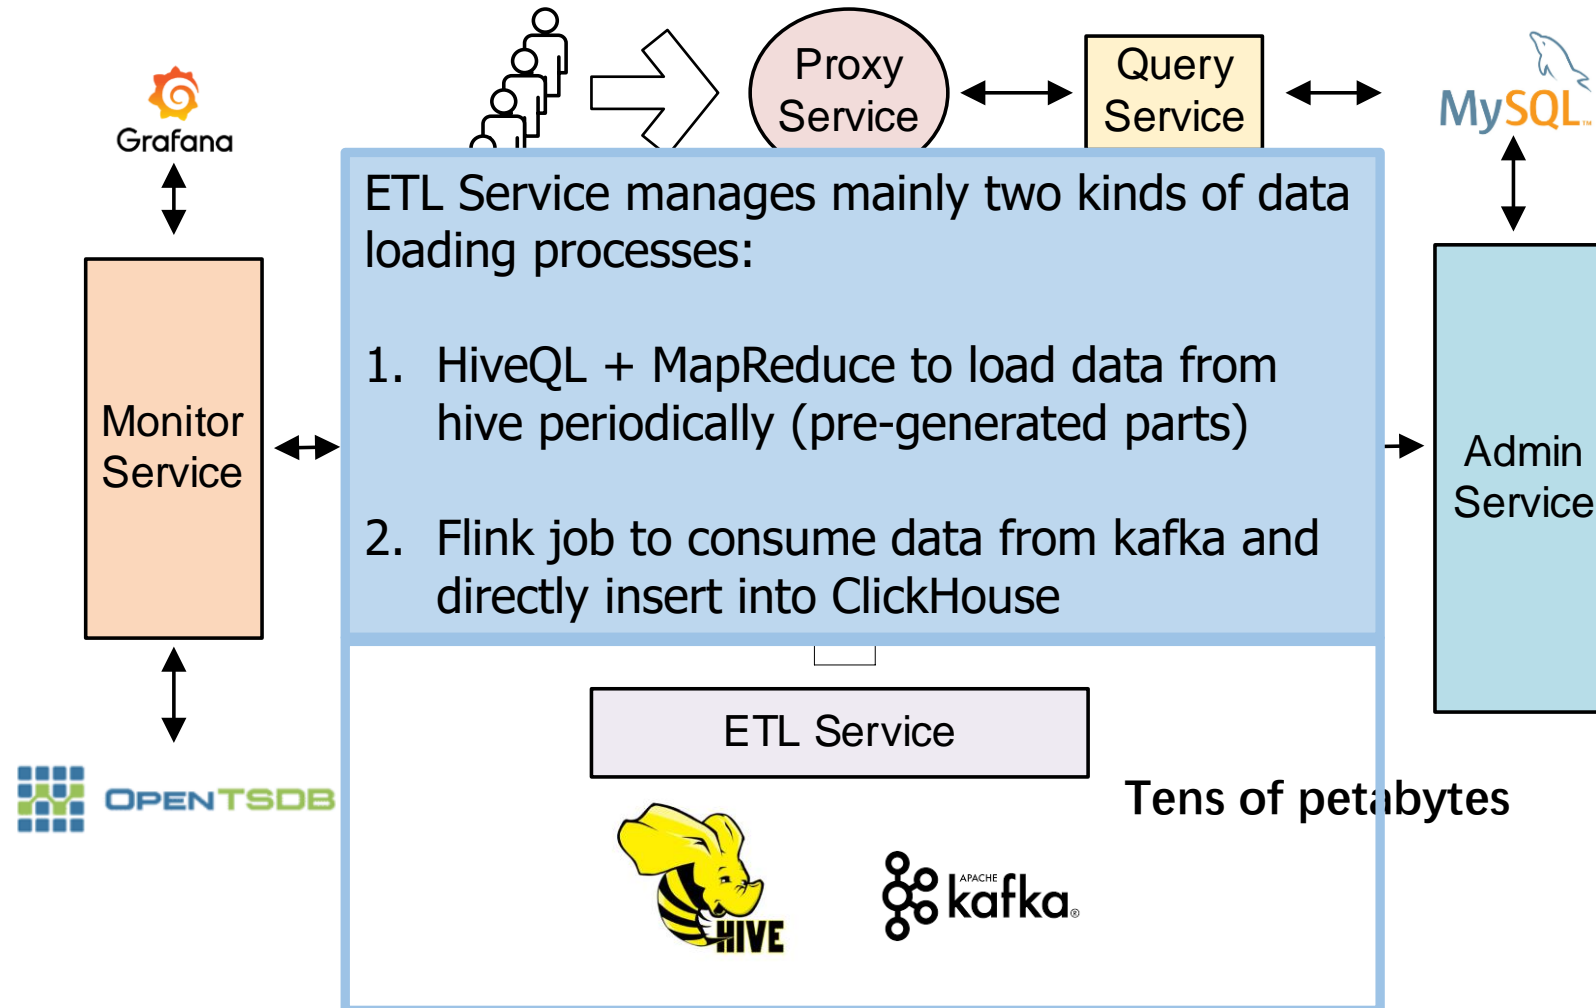 Proxy
Service
Query
Service
MySQL™
Grafana
ETL Service manages mainly two kinds of data
loading processes:
1. HiveQL + MapReduce to load data from
hive periodically (pre-generated parts)
2. Flink job to consume data from kafka and
directly insert into ClickHouse
Monitor
Service
Admin
Service
ETL Service
OPENTSDB
Tens of petabytes
HIVE
APACHE
kafka®